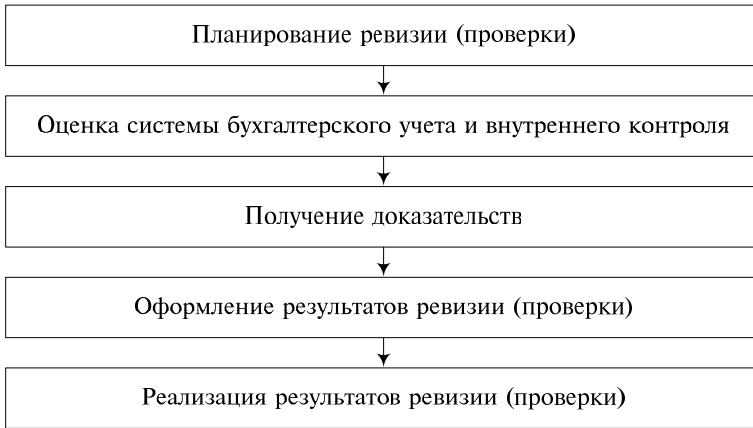 Планирование ревизии (проверки)
Оценка системы бухгалтерского учета и внутреннего контроля
Получение доказательств
Оформление результатов ревизии (проверки)
Реализация результатов ревизии (проверки)